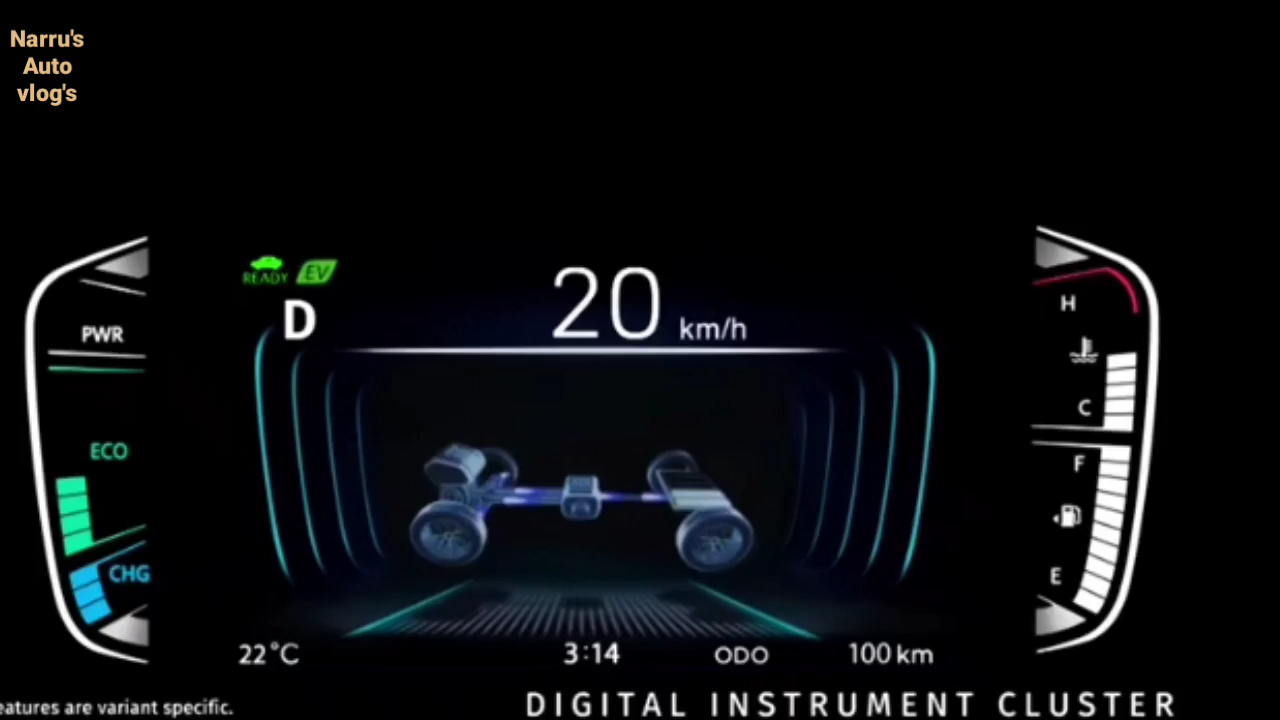 Narru's
Auto
vlog's
READY EV
D
20 km/h
PWR
ECO
CHG
H
C
F
E
22°C 3:14 ODO 100 km
eatures are variant specific.
DIGITAL INSTRUMENT CLUSTER